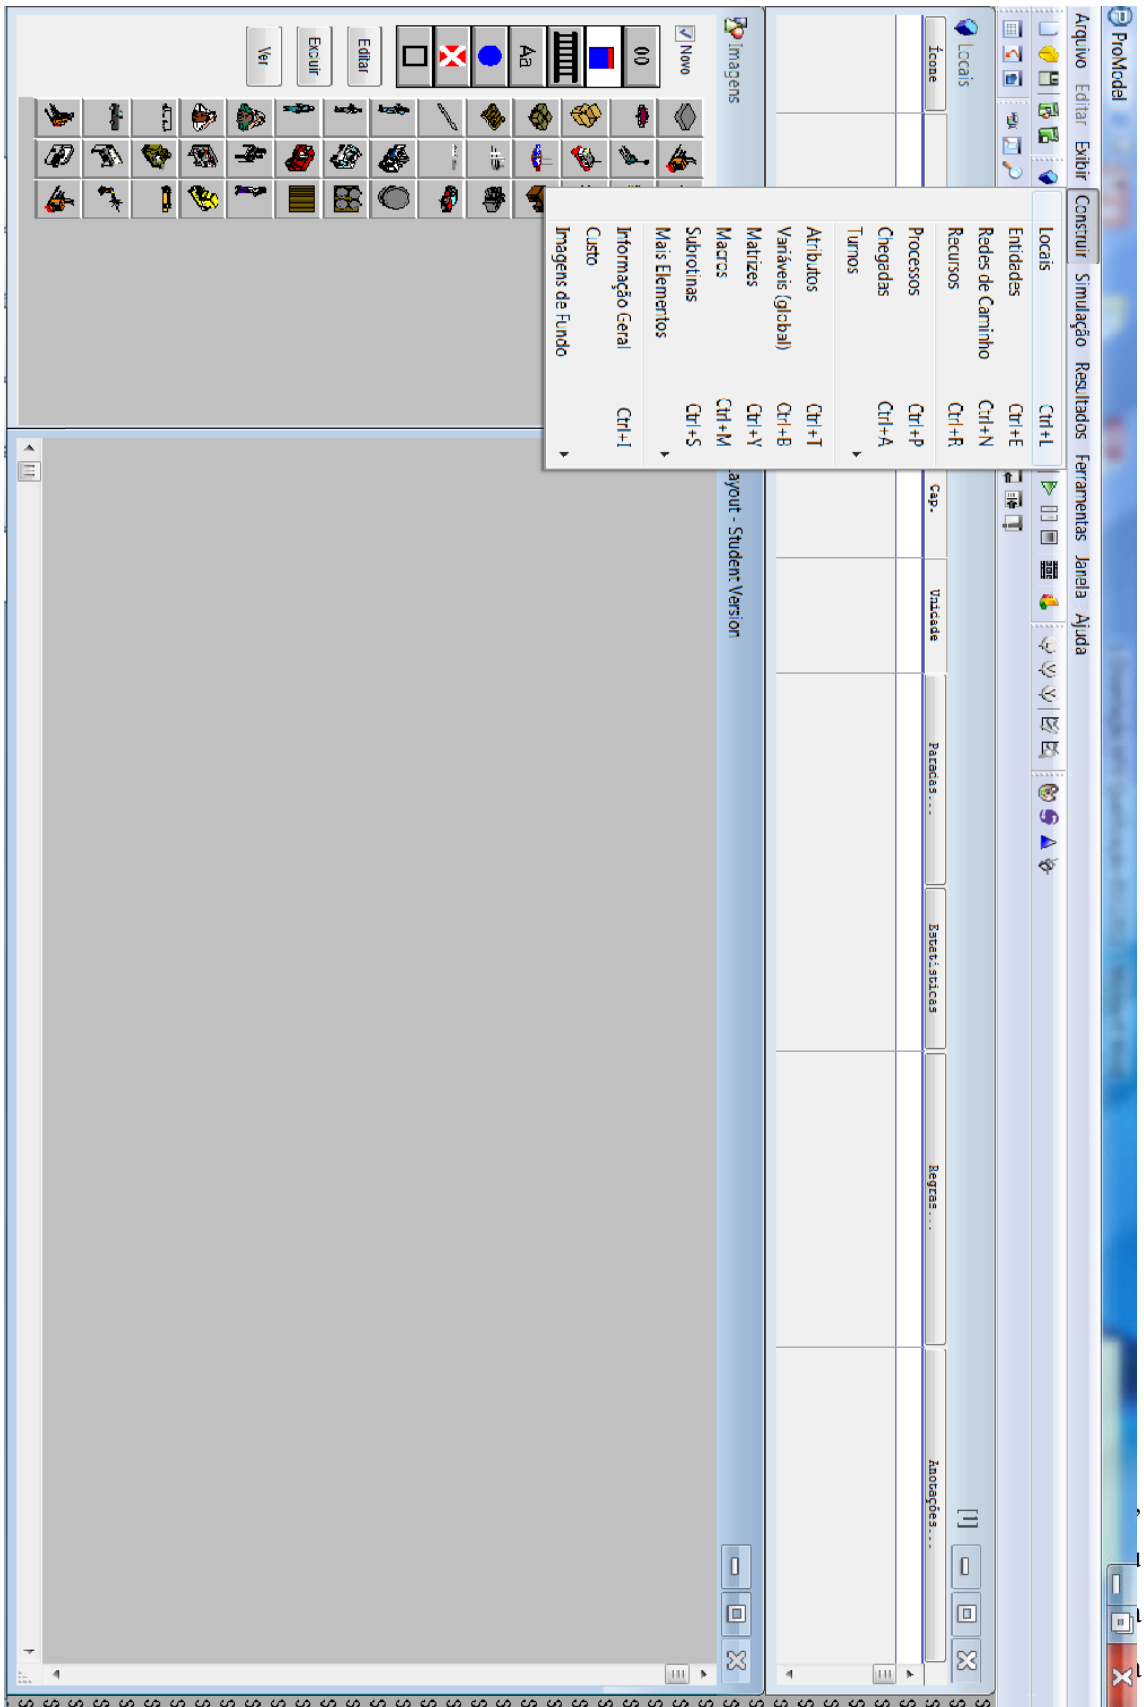 ProModel
Arquivo Editar Exibir Construir Simulação Resultados Ferramentas Janela Ajuda
Locais
[1]
Ícone
Cap.
Unidade
Paradas...
Estatísticas
Regras...
Anotações...
Locais Ctrl+L
Entidades Ctrl+E
Redes de Caminho Ctrl+N
Recursos Ctrl+R
Processos Ctrl+P
Chegadas Ctrl+A
Turnos
Atributos Ctrl+T
Variáveis (global) Ctrl+B
Matrizes Ctrl+Y
Macros Ctrl+M
Subrotinas Ctrl+S
Mais Elementos
Informação Geral Ctrl+I
Custo
Imagens de Fundo
Imagens
Novo
00
Aa
Editar
Excluir
Ver
ayout - Student Version